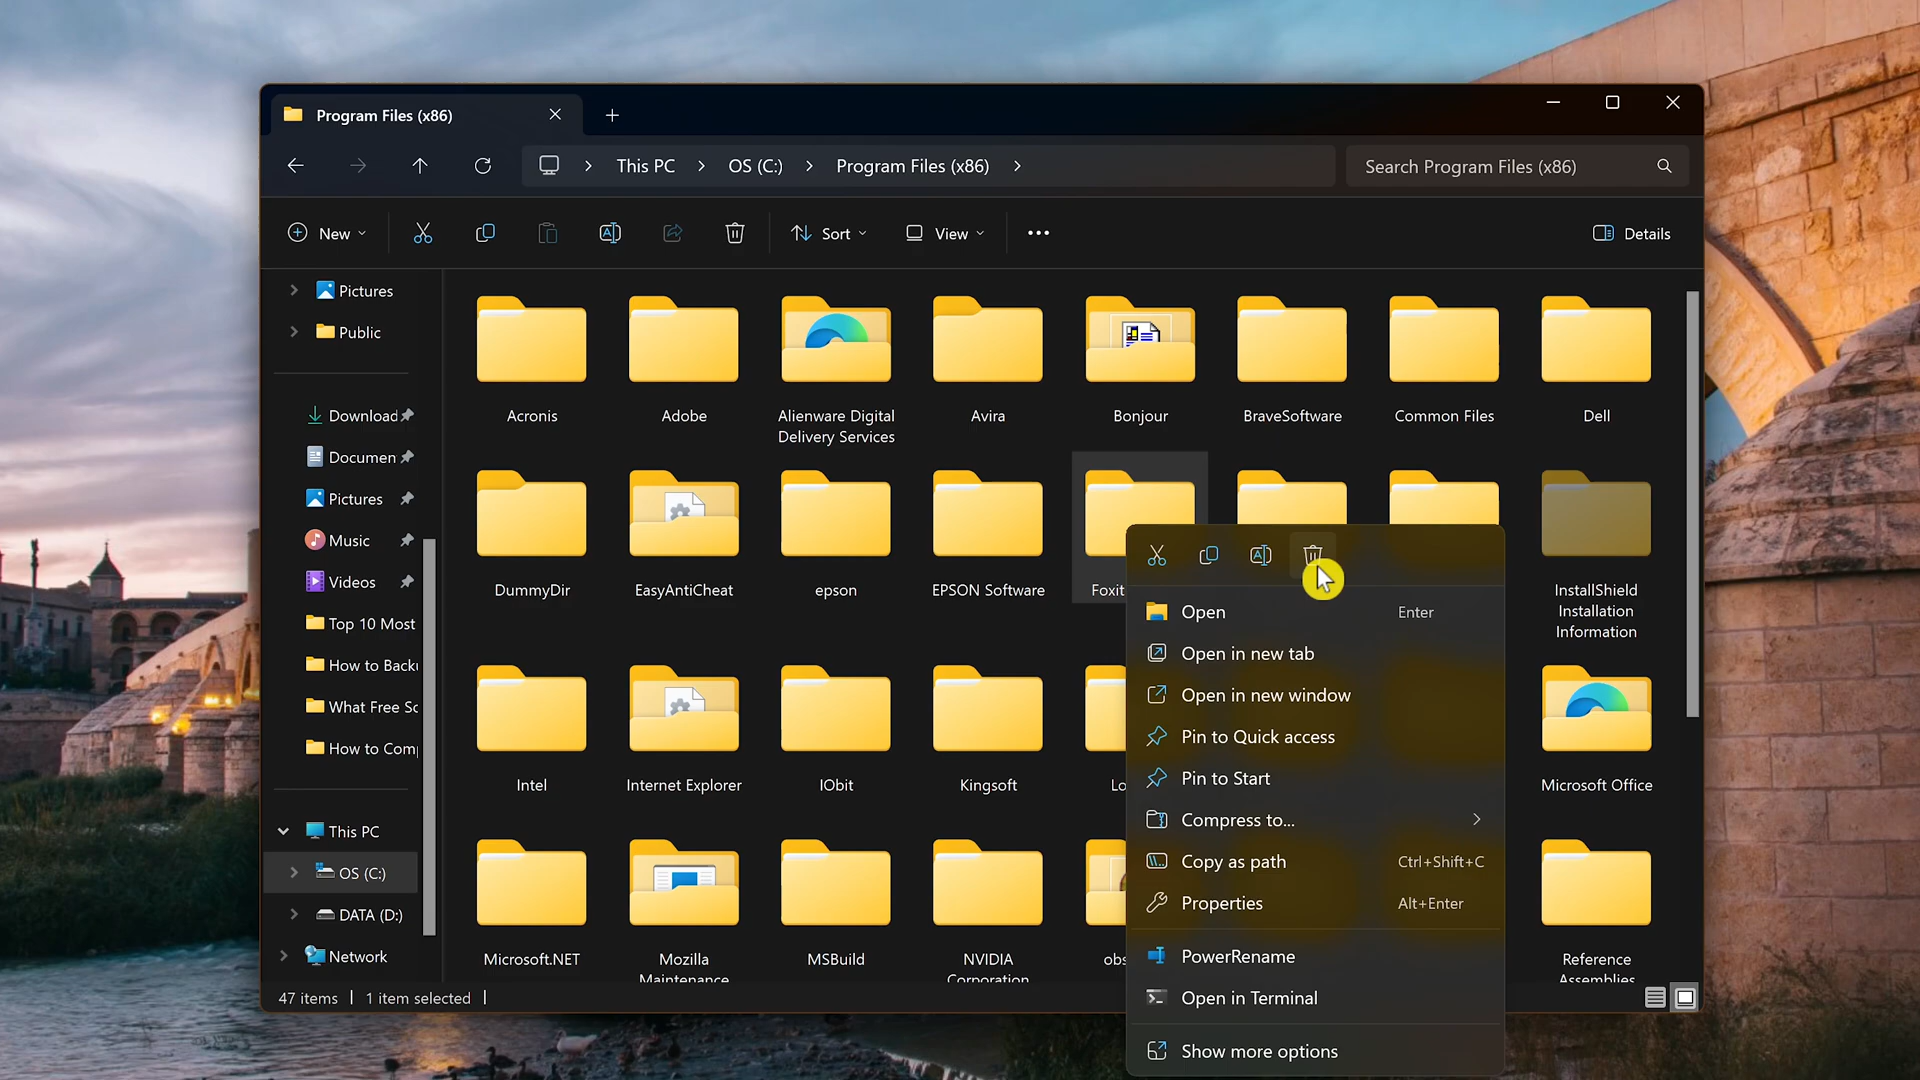 Program Files (x86)
This PC
OS (C:)
Program Files (x86)
Search Program Files (x86)
New
Sort
View
Details
Pictures
Public
Download
Documen
Pictures
Music
Videos
Top 10 Most
How to Back
What Free So
How to Com
This PC
OS (C:)
DATA (D:)
Network
Acronis
Adobe
Alienware Digital
Delivery Services
Avira
Bonjour
BraveSoftware
Common Files
Dell
DummyDir
EasyAntiCheat
epson
EPSON Software
Foxit
InstallShield
Installation
Information
Intel
Internet Explorer
IObit
Kingsoft
Lo
Microsoft Office
Microsoft.NET
Mozilla
Maintenance
MSBuild
NVIDIA
Corporation
obs
Reference
Assemblies
Open Enter
Open in new tab
Open in new window
Pin to Quick access
Pin to Start
Compress to...
Copy as path Ctrl+Shift+C
Properties Alt+Enter
PowerRename
Open in Terminal
Show more options
47 items
1 item selected